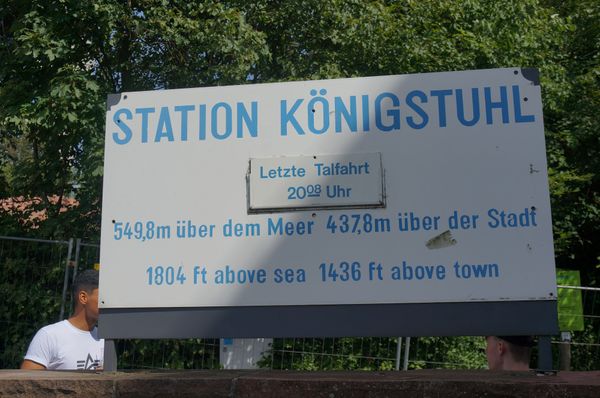 STATION KÖNIGSTUHL
Letzte Talfahrt
20⁰⁸ Uhr
549,8m über dem Meer 437,8m über der Stadt
1804 ft above sea 1436 ft above town